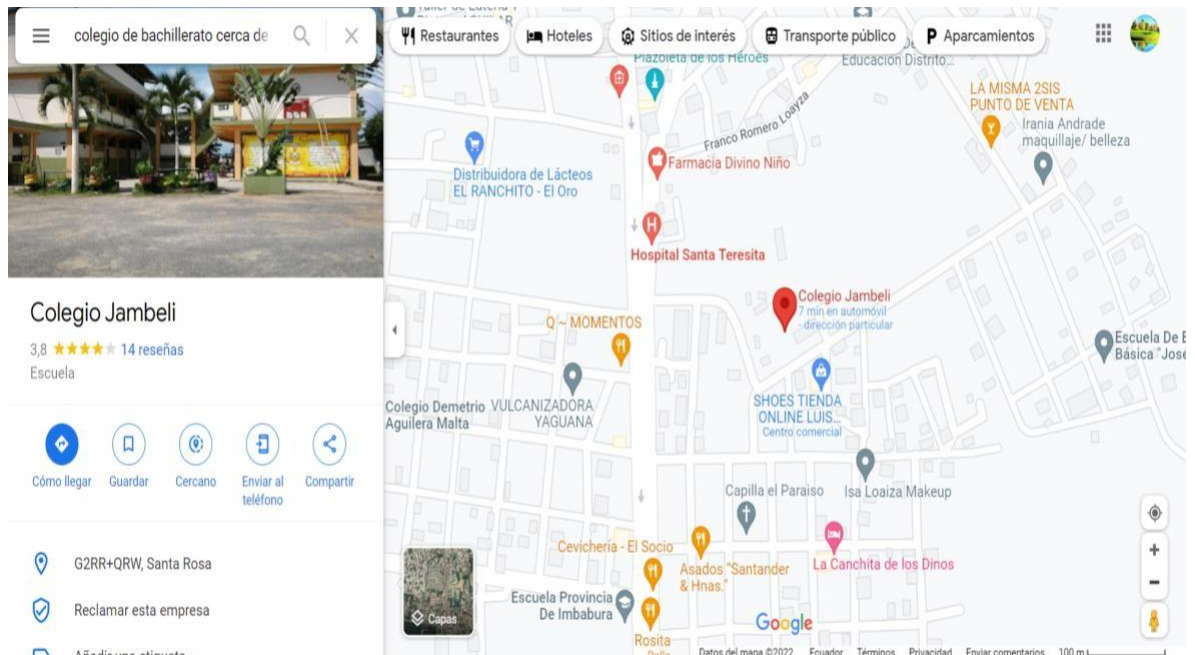 colegio de bachillerato cerca de
Colegio Jambeli
3,8
14 reseñas
Escuela
Cómo llegar
Guardar
Cercano
Enviar al
teléfono
Compartir
G2RR+QRW, Santa Rosa
Reclamar esta empresa
Añadir una etiqueta
Restaurantes
Hoteles
Sitios de interés
Transporte público
P Aparcamientos
Plazoleta de los Héroes
Educacion Distrito...
LA MISMA 2SIS
PUNTO DE VENTA
Irania Andrade
maquillaje/ belleza
Franco Romero Loayza
Farmacia Divino Niño
Distribuidora de Lácteos
EL RANCHITO - El Oro
H
Hospital Santa Teresita
Colegio Jambeli
7 min en automóvil
- dirección particular
Q ~ MOMENTOS
Escuela De E
Básica "José
SHOES TIENDA
ONLINE LUIS...
Centro comercial
Colegio Demetrio
Aguilera Malta
VULCANIZADORA
YAGUANA
Capilla el Paraiso
Isa Loaiza Makeup
Cevichería - El Socio
Asados "Santander
& Hnas."
La Canchita de los Dinos
Escuela Provincia
De Imbabura
Capas
Rosita
Google
Datos del mapa ©2022
Ecuador
Términos
Privacidad
Enviar comentarios
100 m